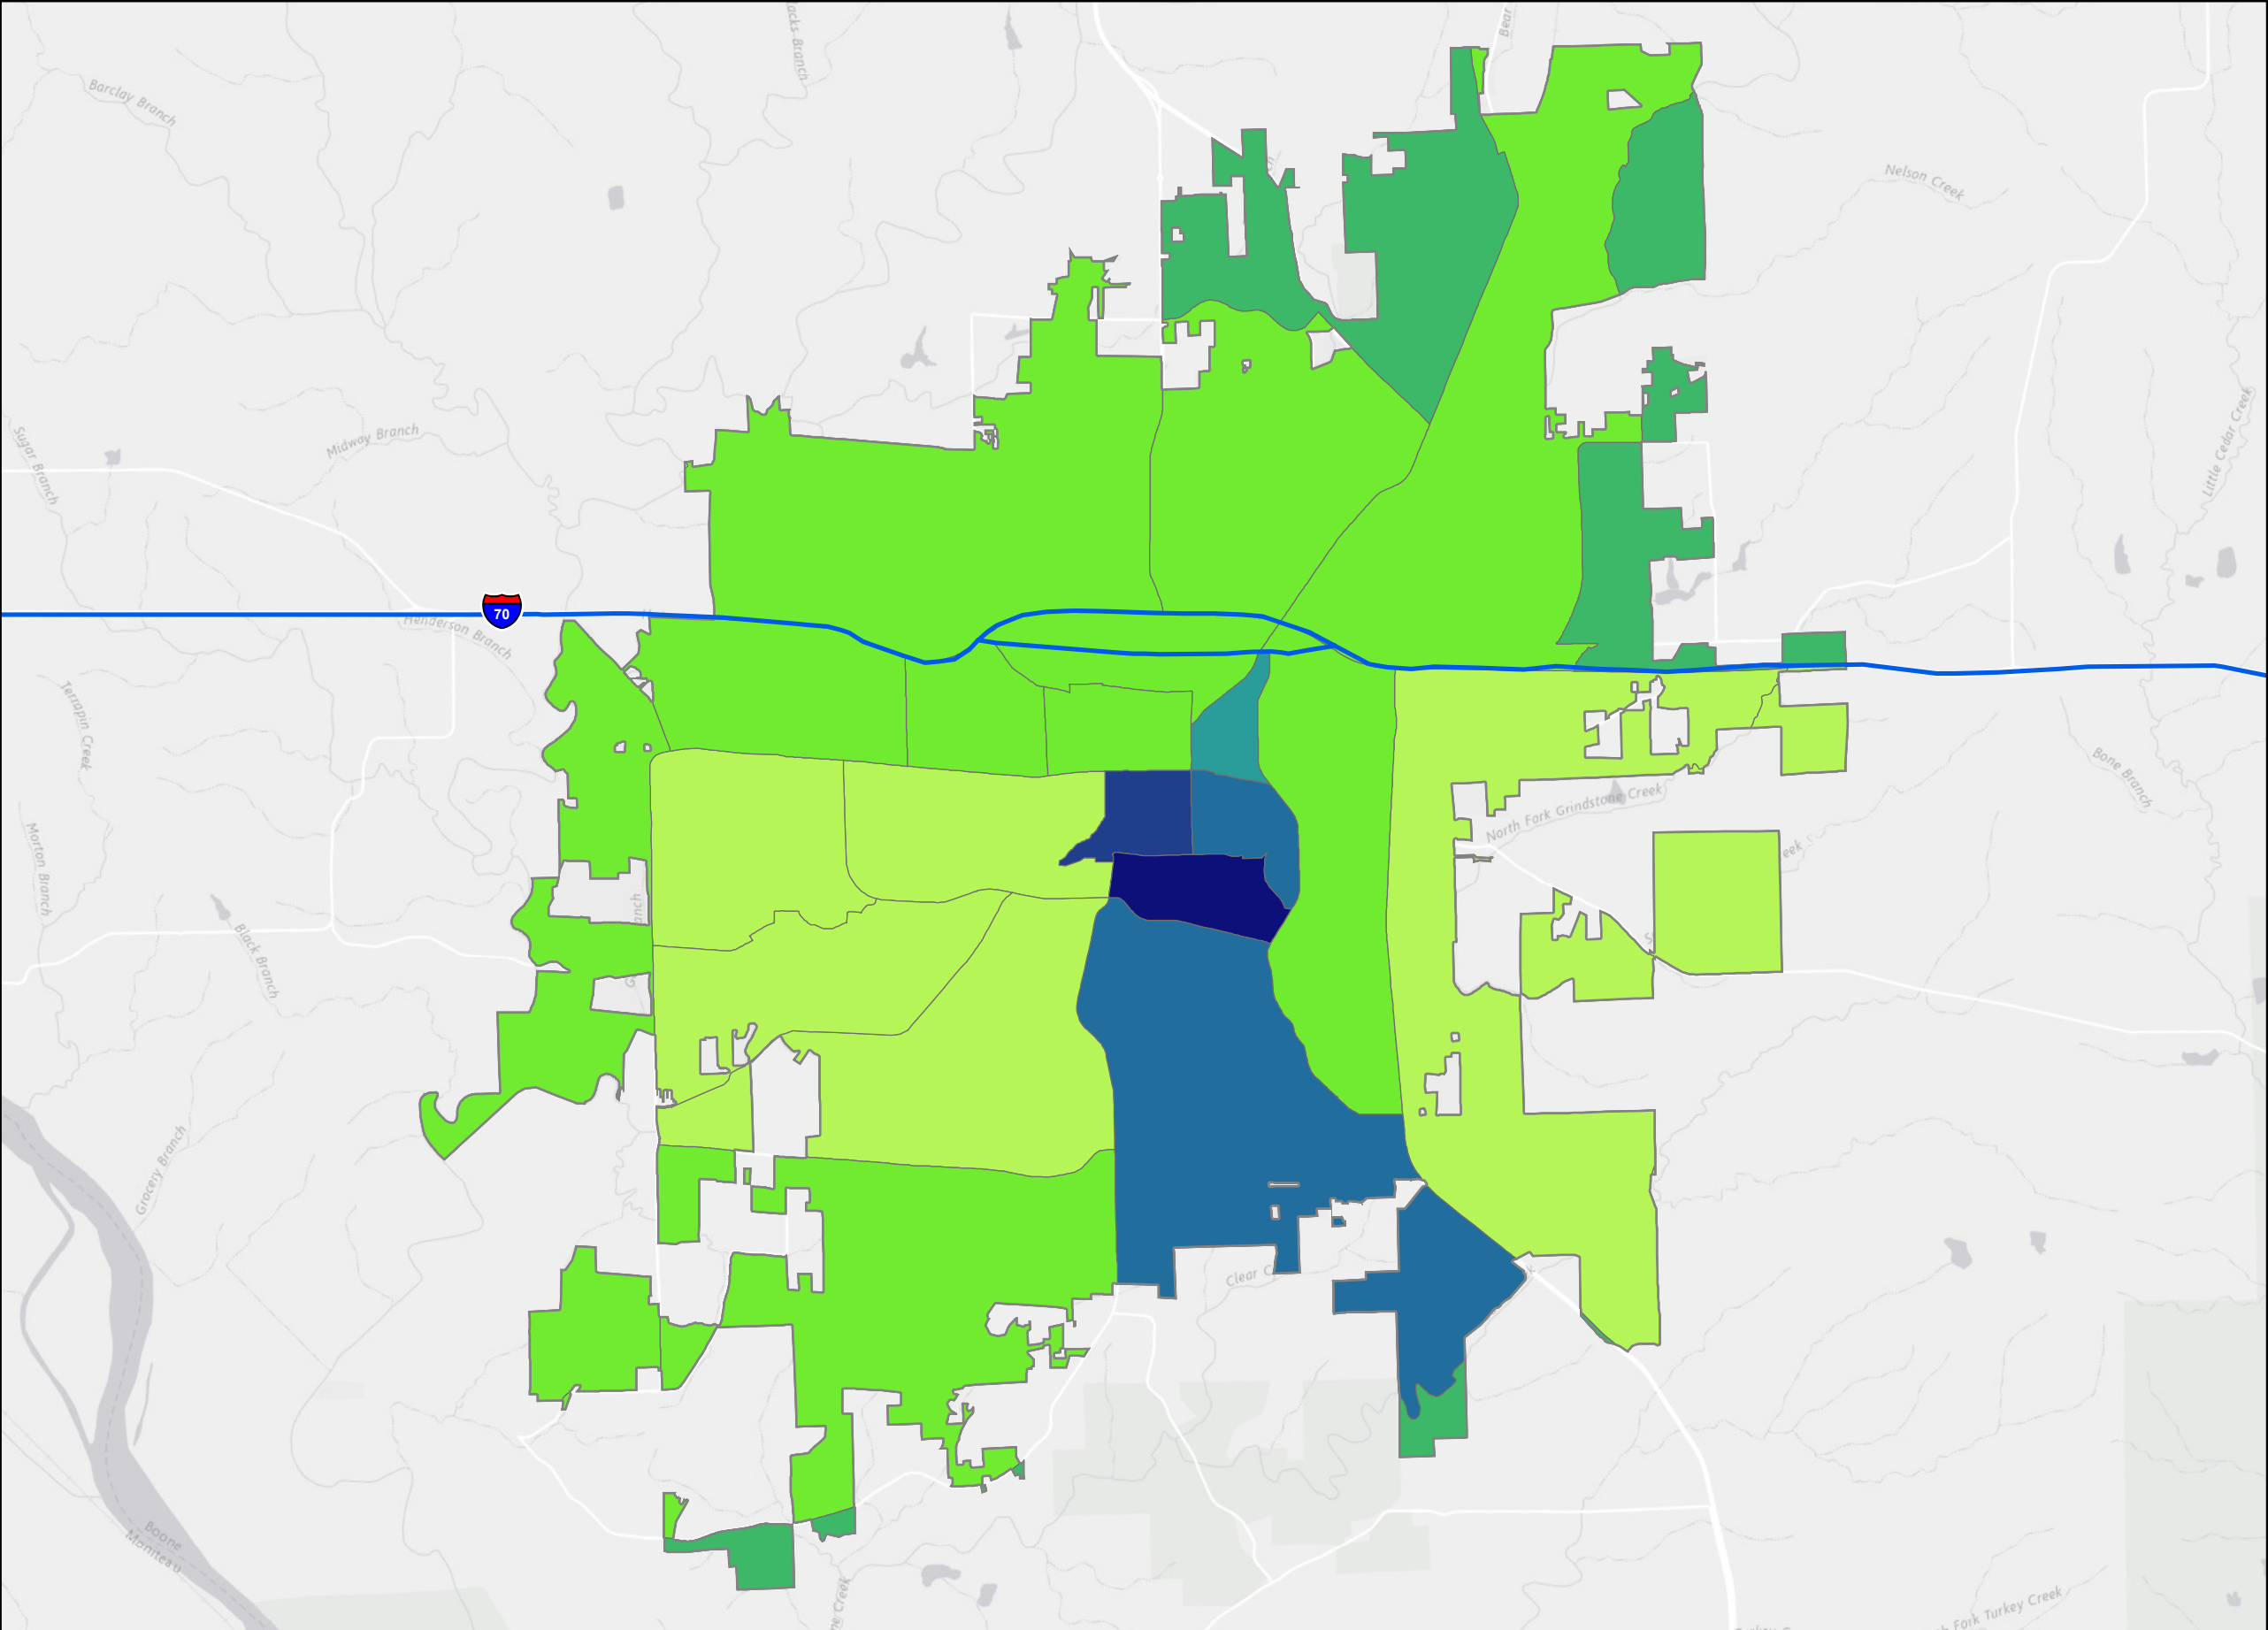 Barclay Branch
Nelson Creek
Sugar Branch
Midway Branch
Little Cedar Creek
70
Henderson Branch
Terrapin Creek
Bone Branch
North Fork Grindstone Creek
Morton Branch
Black Branch
Grocery Branch
Clear
Boone
Moniteau
Fork Turkey Creek